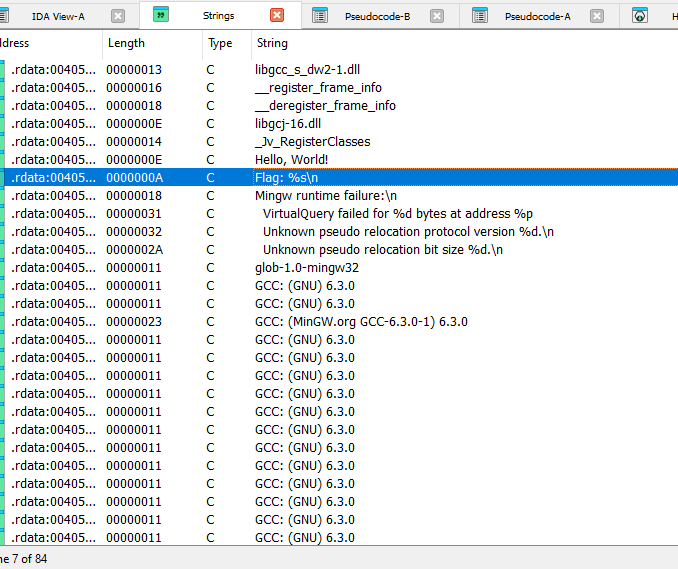 IDA View-A Strings Pseudocode-B Pseudocode-A H
ddress Length Type String
.rdata:00405... 00000013 C libgcc_s_dw2-1.dll
.rdata:00405... 00000016 C __register_frame_info
.rdata:00405... 00000018 C __deregister_frame_info
.rdata:00405... 0000000E C libgcj-16.dll
.rdata:00405... 00000014 C _Jv_RegisterClasses
.rdata:00405... 0000000E C Hello, World!
.rdata:00405... 0000000A C Flag: %s\n
.rdata:00405... 00000018 C Mingw runtime failure:\n
.rdata:00405... 00000031 C VirtualQuery failed for %d bytes at address %p
.rdata:00405... 00000032 C Unknown pseudo relocation protocol version %d.\n
.rdata:00405... 0000002A C Unknown pseudo relocation bit size %d.\n
.rdata:00405... 00000011 C glob-1.0-mingw32
.rdata:00405... 00000011 C GCC: (GNU) 6.3.0
.rdata:00405... 00000011 C GCC: (GNU) 6.3.0
.rdata:00405... 00000023 C GCC: (MinGW.org GCC-6.3.0-1) 6.3.0
.rdata:00405... 00000011 C GCC: (GNU) 6.3.0
.rdata:00405... 00000011 C GCC: (GNU) 6.3.0
.rdata:00405... 00000011 C GCC: (GNU) 6.3.0
.rdata:00405... 00000011 C GCC: (GNU) 6.3.0
.rdata:00405... 00000011 C GCC: (GNU) 6.3.0
.rdata:00405... 00000011 C GCC: (GNU) 6.3.0
.rdata:00405... 00000011 C GCC: (GNU) 6.3.0
.rdata:00405... 00000011 C GCC: (GNU) 6.3.0
.rdata:00405... 00000011 C GCC: (GNU) 6.3.0
.rdata:00405... 00000011 C GCC: (GNU) 6.3.0
.rdata:00405... 00000011 C GCC: (GNU) 6.3.0
.rdata:00405... 00000011 C GCC: (GNU) 6.3.0
ne 7 of 84